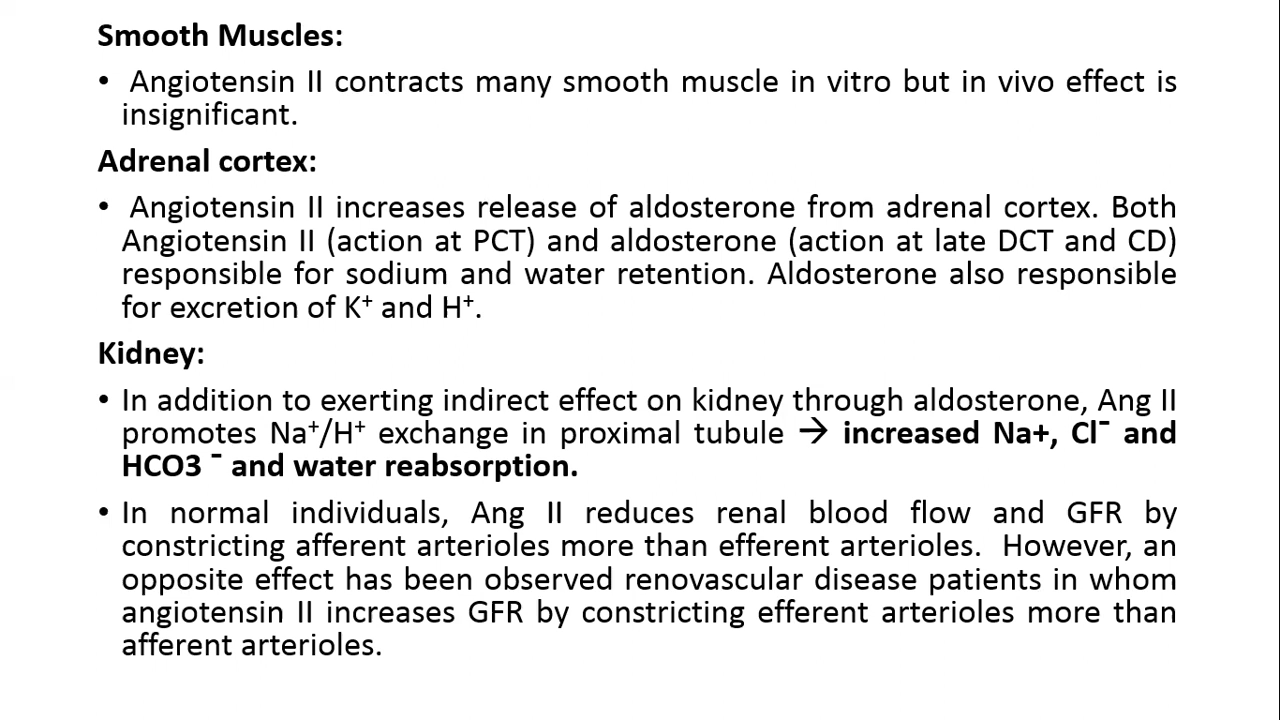 Smooth Muscles:
• Angiotensin II contracts many smooth muscle in vitro but in vivo effect is
insignificant.
Adrenal cortex:
• Angiotensin II increases release of aldosterone from adrenal cortex. Both
Angiotensin II (action at PCT) and aldosterone (action at late DCT and CD)
responsible for sodium and water retention. Aldosterone also responsible
for excretion of K⁺ and H⁺.
Kidney:
• In addition to exerting indirect effect on kidney through aldosterone, Ang II
promotes Na⁺/H⁺ exchange in proximal tubule → increased Na+, Cl⁻ and
HCO3 ⁻ and water reabsorption.
• In normal individuals, Ang II reduces renal blood flow and GFR by
constricting afferent arterioles more than efferent arterioles. However, an
opposite effect has been observed renovascular disease patients in whom
angiotensin II increases GFR by constricting efferent arterioles more than
afferent arterioles.